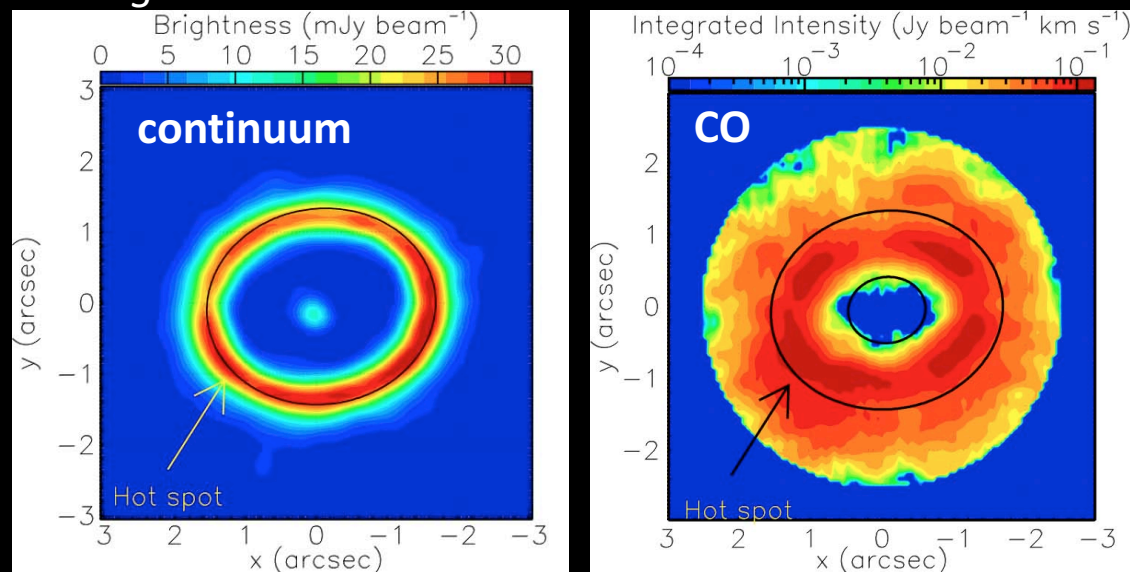 Brightness (mJy beam⁻¹)
0 5 10 15 20 25 30
continuum
3
2
1
0
−1
−2
−3
y (arcsec)
Hot spot
3 2 1 0 −1 −2 −3
x (arcsec)
Integrated Intensity (Jy beam⁻¹ km s⁻¹)
10⁻⁴ 10⁻³ 10⁻² 10⁻¹
CO
2
1
0
−1
−2
y (arcsec)
Hot spot
3 2 1 0 −1 −2 −3
x (arcsec)